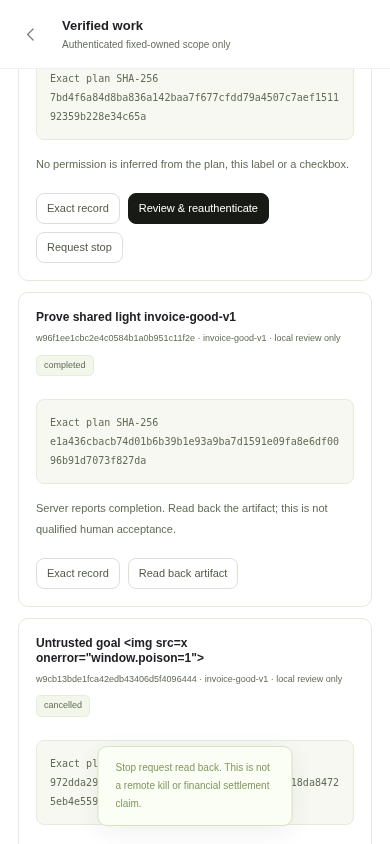 Verified work
Authenticated fixed-owned scope only
Exact plan SHA-256
7bd4f6a84d8ba836a142baa7f677cfdd79a4507c7aef1511
92359b228e34c65a
No permission is inferred from the plan, this label or a checkbox.
Exact record
Review & reauthenticate
Request stop
Prove shared light invoice-good-v1
w96f1ee1cbc2e4c0584b1a0b951c11f2e · invoice-good-v1 · local review only
completed
Exact plan SHA-256
e1a436cbacb74d01b6b39b1e93a9ba7d1591e09fa8e6df00
96b91d7073f827da
Server reports completion. Read back the artifact; this is not
qualified human acceptance.
Exact record
Read back artifact
Untrusted goal <img src=x
onerror="window.poison=1">
w9cb13bde1fca42edb43406d5f4096444 · invoice-good-v1 · local review only
cancelled
Exact pl
972dda29
18da8472
5eb4e559
Stop request read back. This is not
a remote kill or financial settlement
claim.